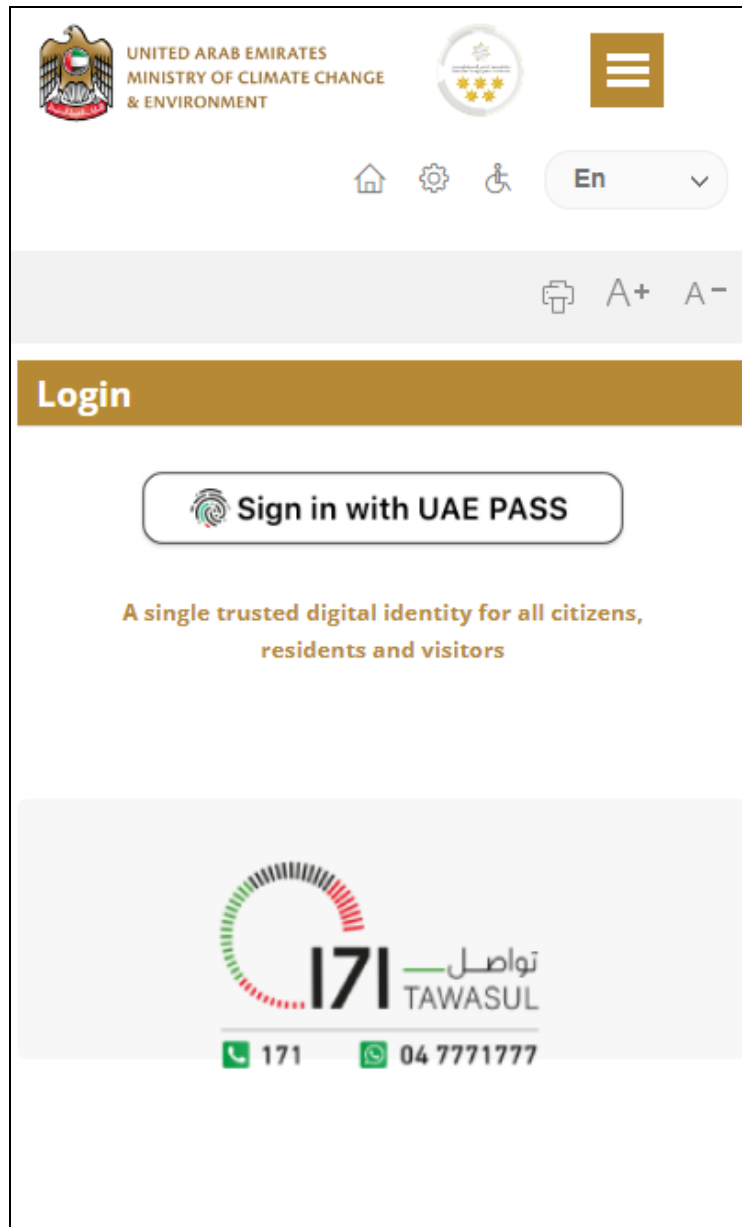 UNITED ARAB EMIRATES
MINISTRY OF CLIMATE CHANGE
& ENVIRONMENT
En
A+ A-
Login
Sign in with UAE PASS
A single trusted digital identity for all citizens,
residents and visitors
171 تواصل
TAWASUL
171 04 7771777